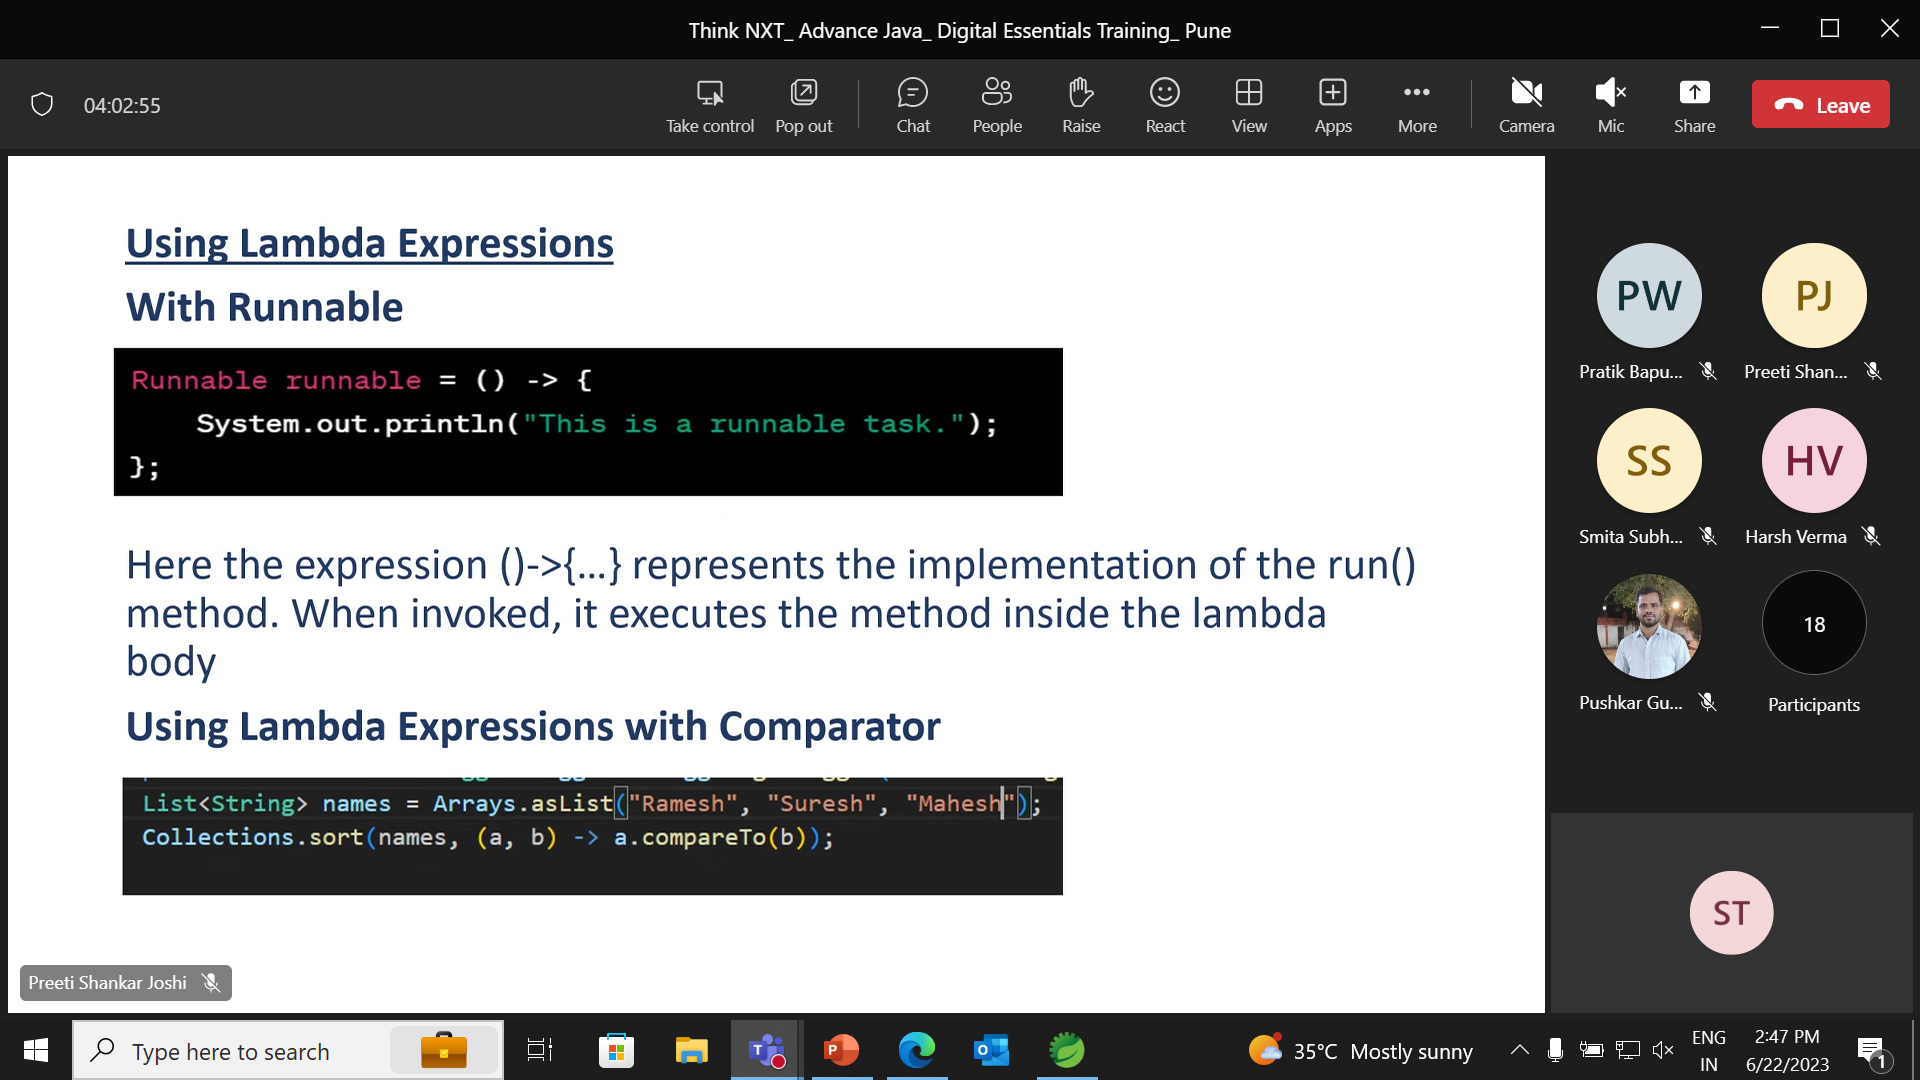 Think NXT_ Advance Java_ Digital Essentials Training_ Pune
04:02:55
Take control
Pop out
Chat
People
Raise
React
View
Apps
More
Camera
Mic
Share
Leave
Using Lambda Expressions
With Runnable
Runnable runnable = () -> {
System.out.println("This is a runnable task.");
};
Here the expression ()->{...} represents the implementation of the run()
method. When invoked, it executes the method inside the lambda
body
Using Lambda Expressions with Comparator
List<String> names = Arrays.asList("Ramesh", "Suresh", "Mahesh");
Collections.sort(names, (a, b) -> a.compareTo(b));
Preeti Shankar Joshi
PW
PJ
Pratik Bapu...
Preeti Shan...
SS
HV
Smita Subh...
Harsh Verma
18
Pushkar Gu...
Participants
ST
Type here to search
35°C Mostly sunny
ENG
IN
2:47 PM
6/22/2023
1